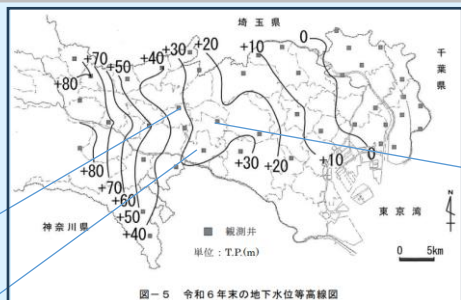 埼玉県
+70
+50
+40
+30
+20
+10
0
千葉県
+80
+80
+70
+60
+50
+40
+30
+20
+10
0
神奈川県
東京湾
N
■ 観測井
単位：T.P.(m)
0 5km
図－5 令和6年末の地下水位等高線図